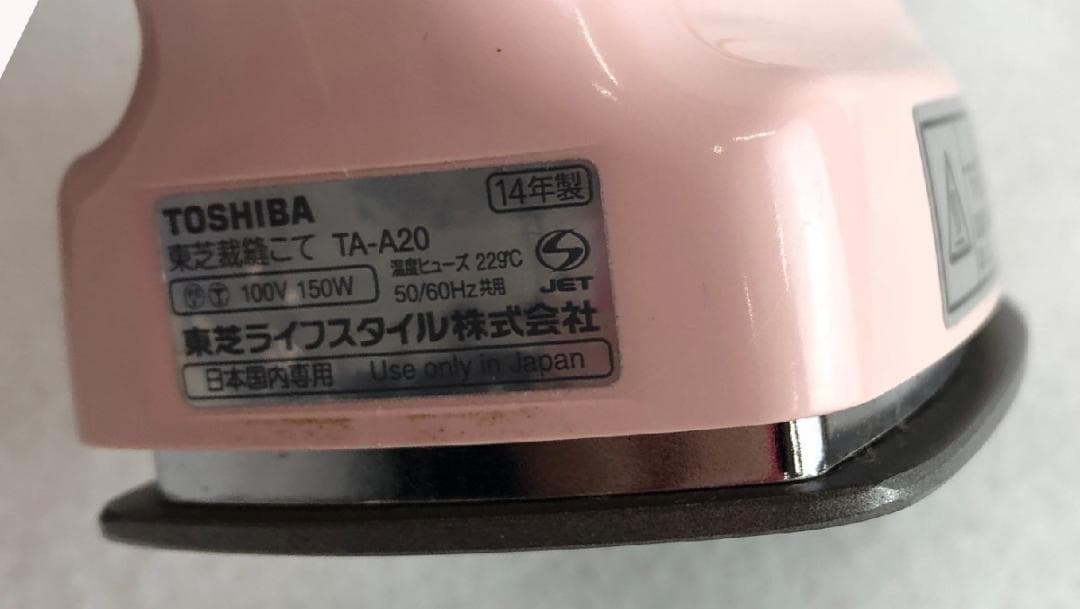 TOSHIBA 14年製
東芝裁縫こて TA-A20
温度ヒューズ 229℃
100V 150W 50/60Hz共用 JET
東芝ライフスタイル株式会社
日本国内専用 Use only in Japan